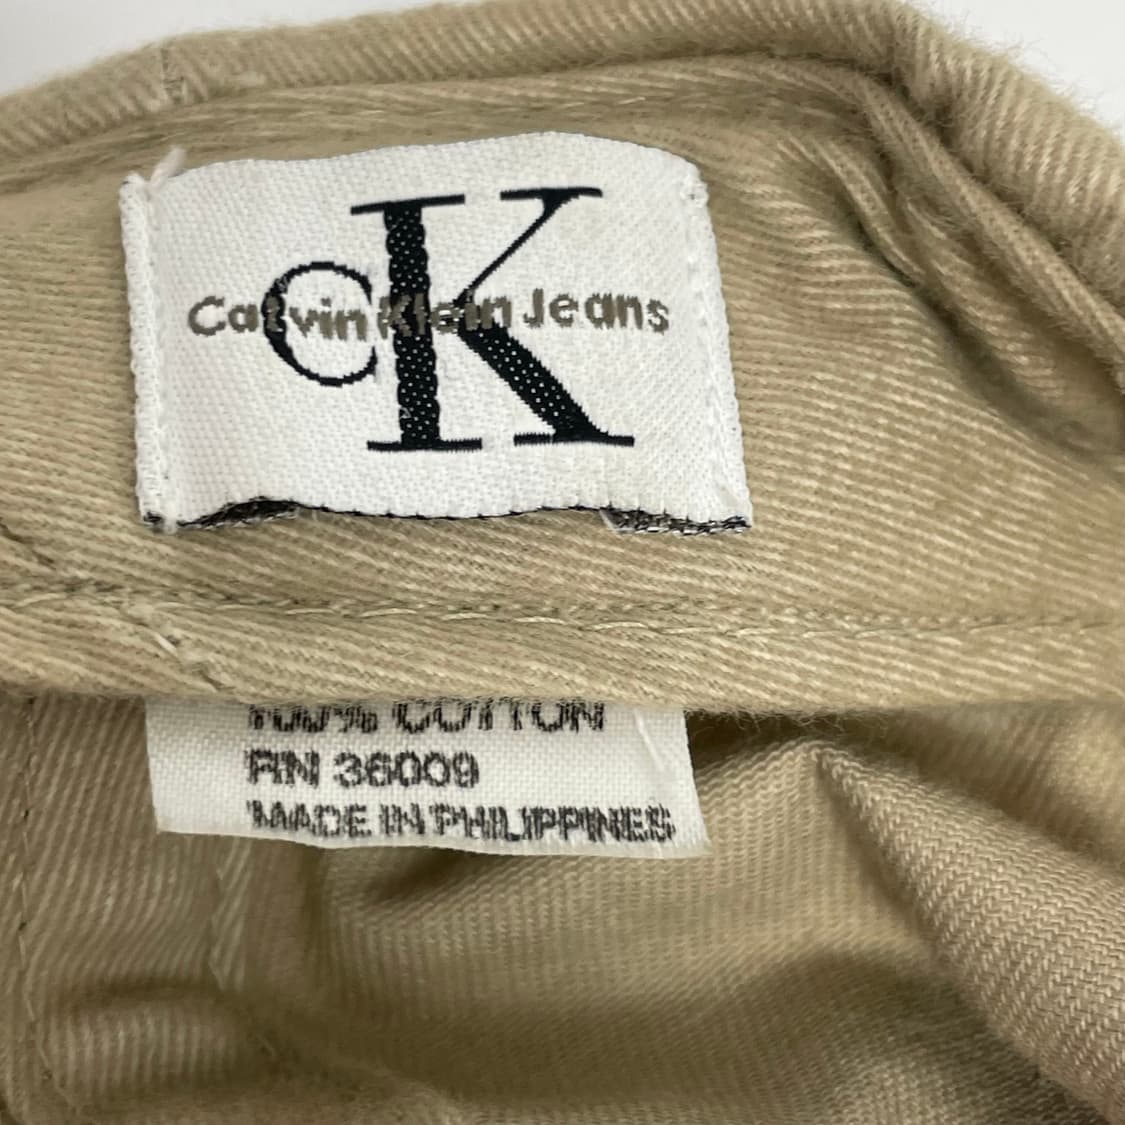 cK
Calvin Klein Jeans
100% COTTON
RN 36009
MADE IN PHILIPPINES